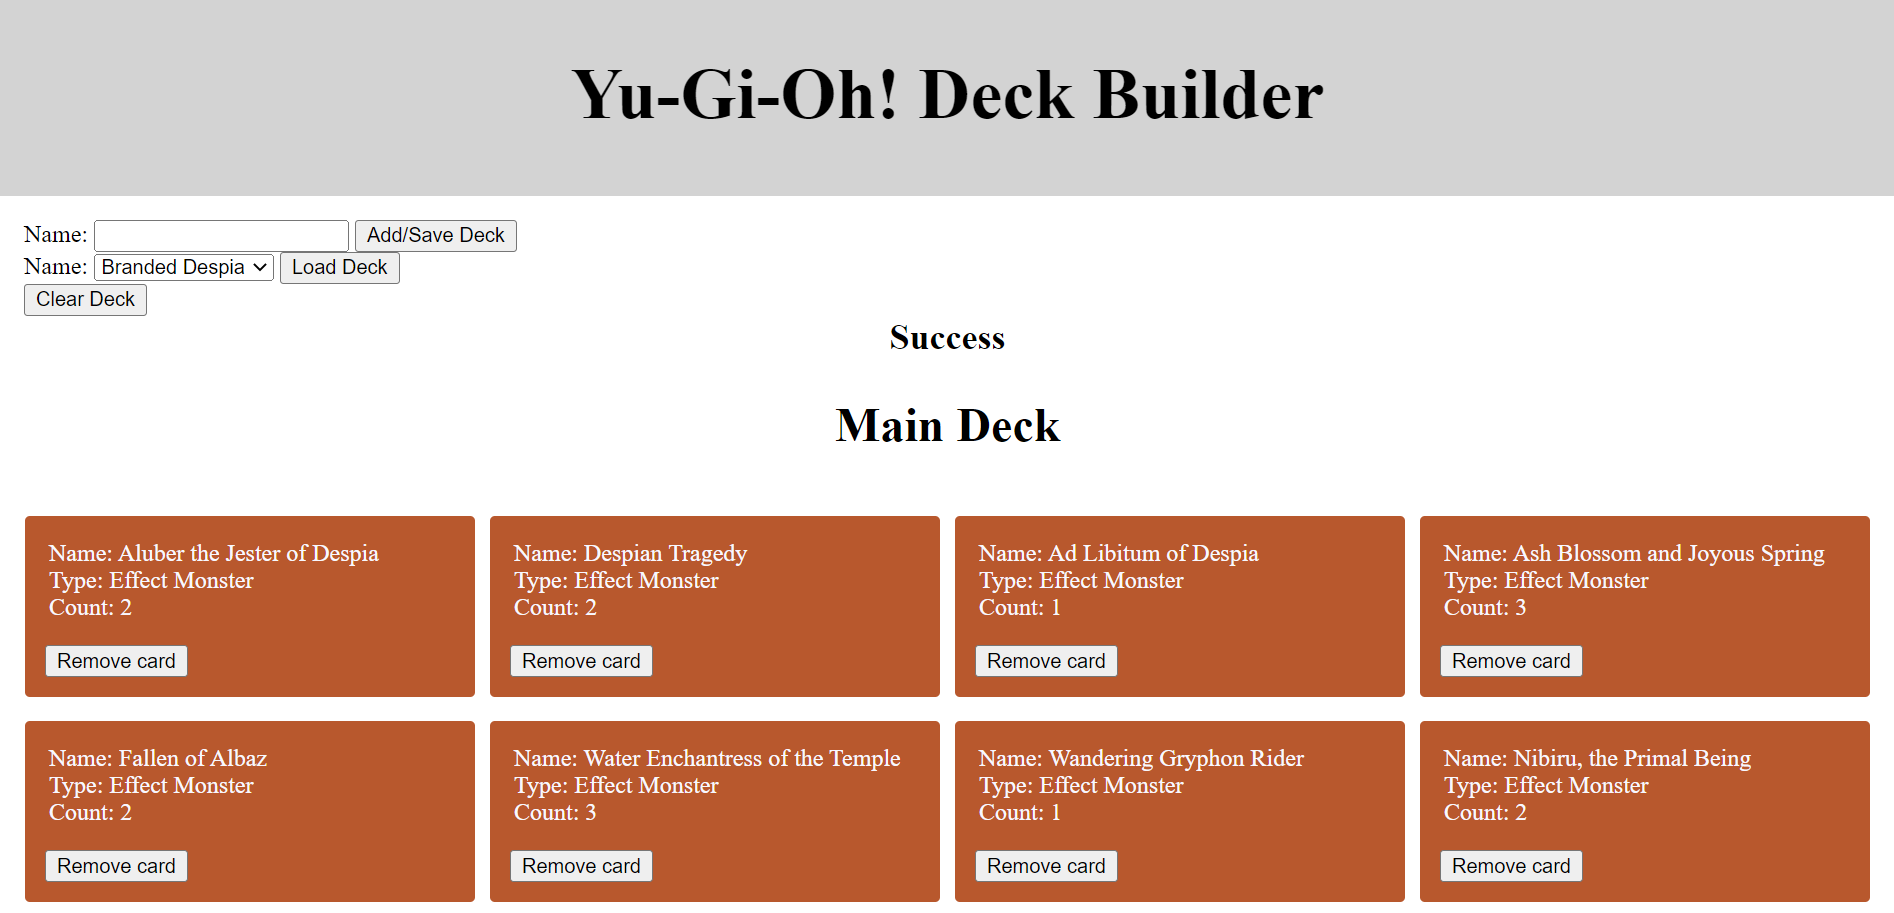 Yu-Gi-Oh! Deck Builder
Name: Add/Save Deck
Name: Branded Despia Load Deck
Clear Deck
Success
Main Deck
Name: Aluber the Jester of Despia
Type: Effect Monster
Count: 2
Remove card
Name: Despian Tragedy
Type: Effect Monster
Count: 2
Remove card
Name: Ad Libitum of Despia
Type: Effect Monster
Count: 1
Remove card
Name: Ash Blossom and Joyous Spring
Type: Effect Monster
Count: 3
Remove card
Name: Fallen of Albaz
Type: Effect Monster
Count: 2
Remove card
Name: Water Enchantress of the Temple
Type: Effect Monster
Count: 3
Remove card
Name: Wandering Gryphon Rider
Type: Effect Monster
Count: 1
Remove card
Name: Nibiru, the Primal Being
Type: Effect Monster
Count: 2
Remove card